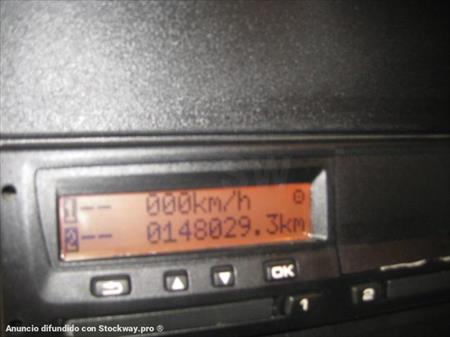 1 -- 000km/h
2 -- 0148029.3km
OK
1 2
Anuncio difundido con Stockway.pro ®